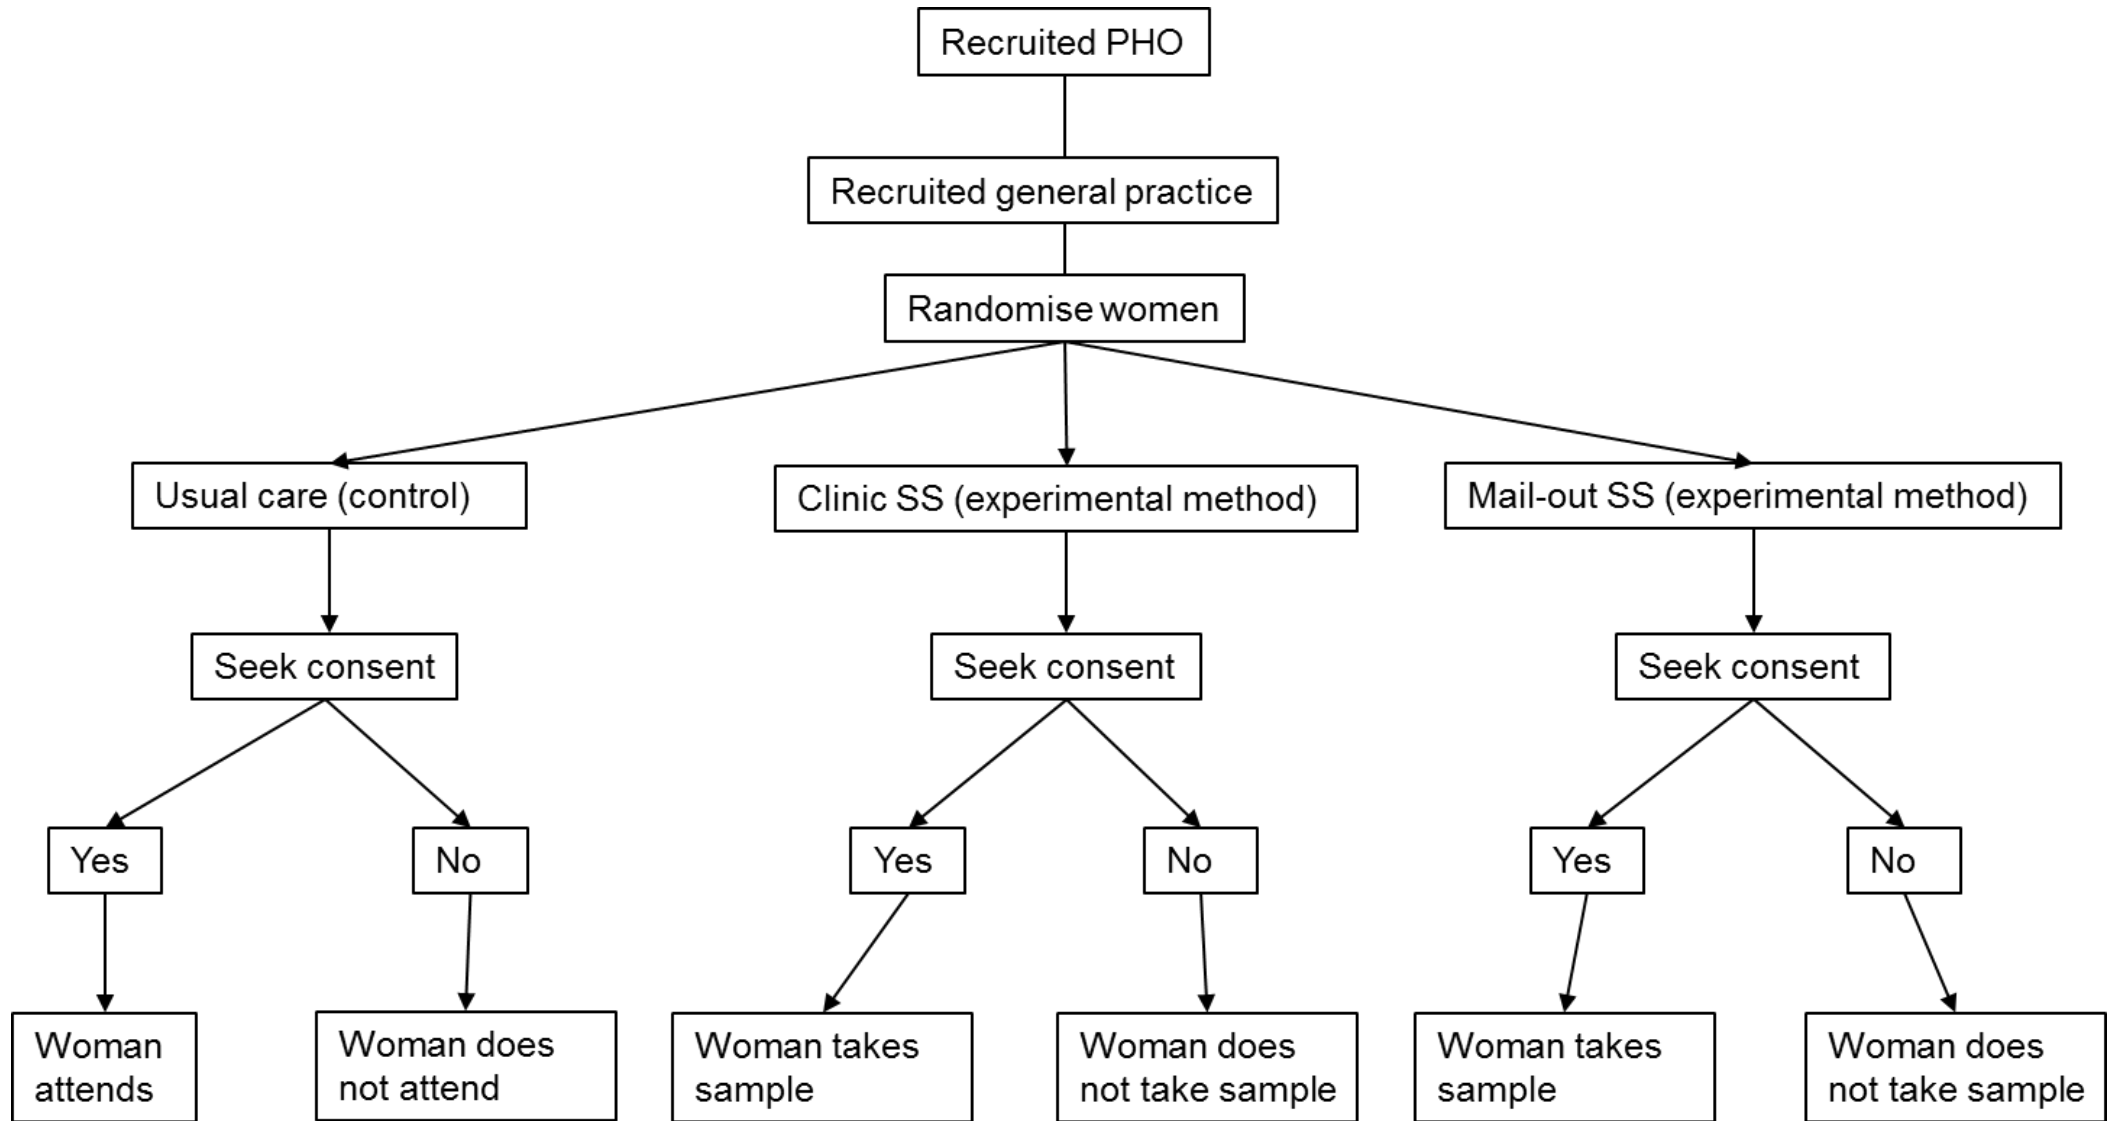 Recruited PHO
Recruited general practice
Randomise women
Usual care (control)
Clinic SS (experimental method)
Mail-out SS (experimental method)
Seek consent
Seek consent
Seek consent
Yes
No
Yes
No
Yes
No
Woman
attends
Woman does
not attend
Woman takes
sample
Woman does
not take sample
Woman takes
sample
Woman does
not take sample